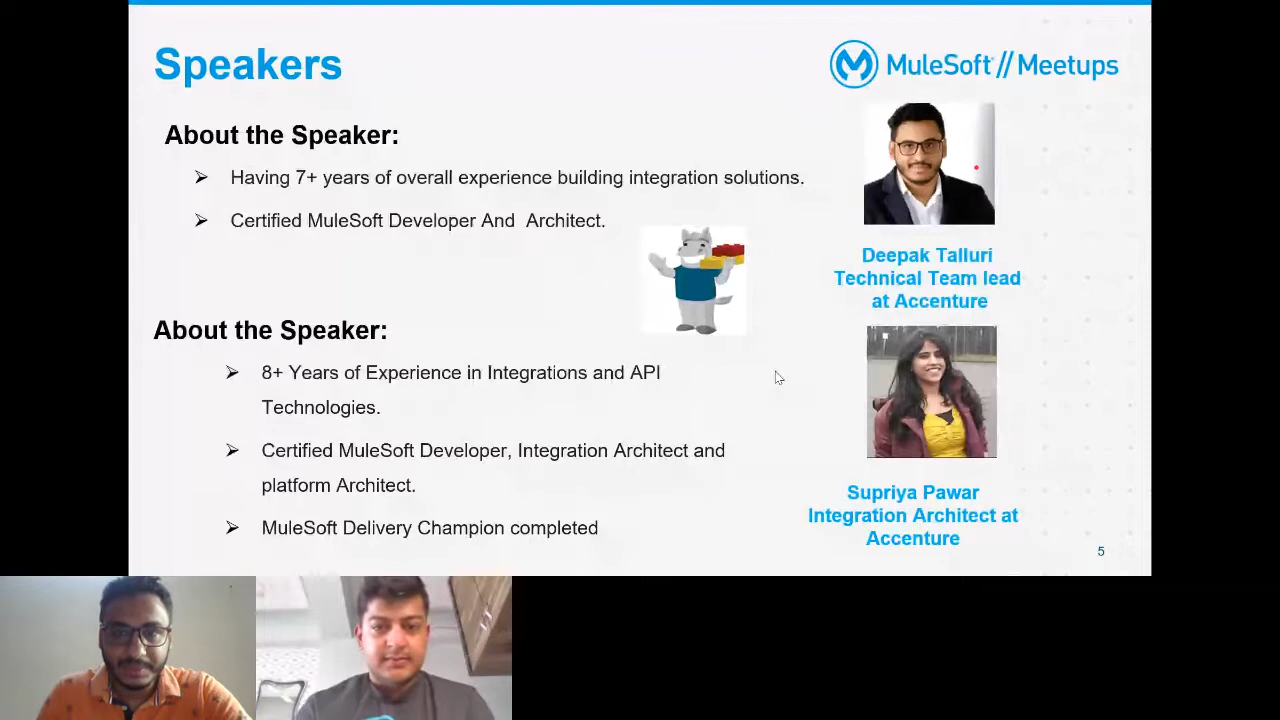 Speakers
MuleSoft // Meetups
About the Speaker:
Having 7+ years of overall experience building integration solutions.
Certified MuleSoft Developer And Architect.
Deepak Talluri
Technical Team lead
at Accenture
About the Speaker:
8+ Years of Experience in Integrations and API
Technologies.
Certified MuleSoft Developer, Integration Architect and
platform Architect.
MuleSoft Delivery Champion completed
Supriya Pawar
Integration Architect at
Accenture
5